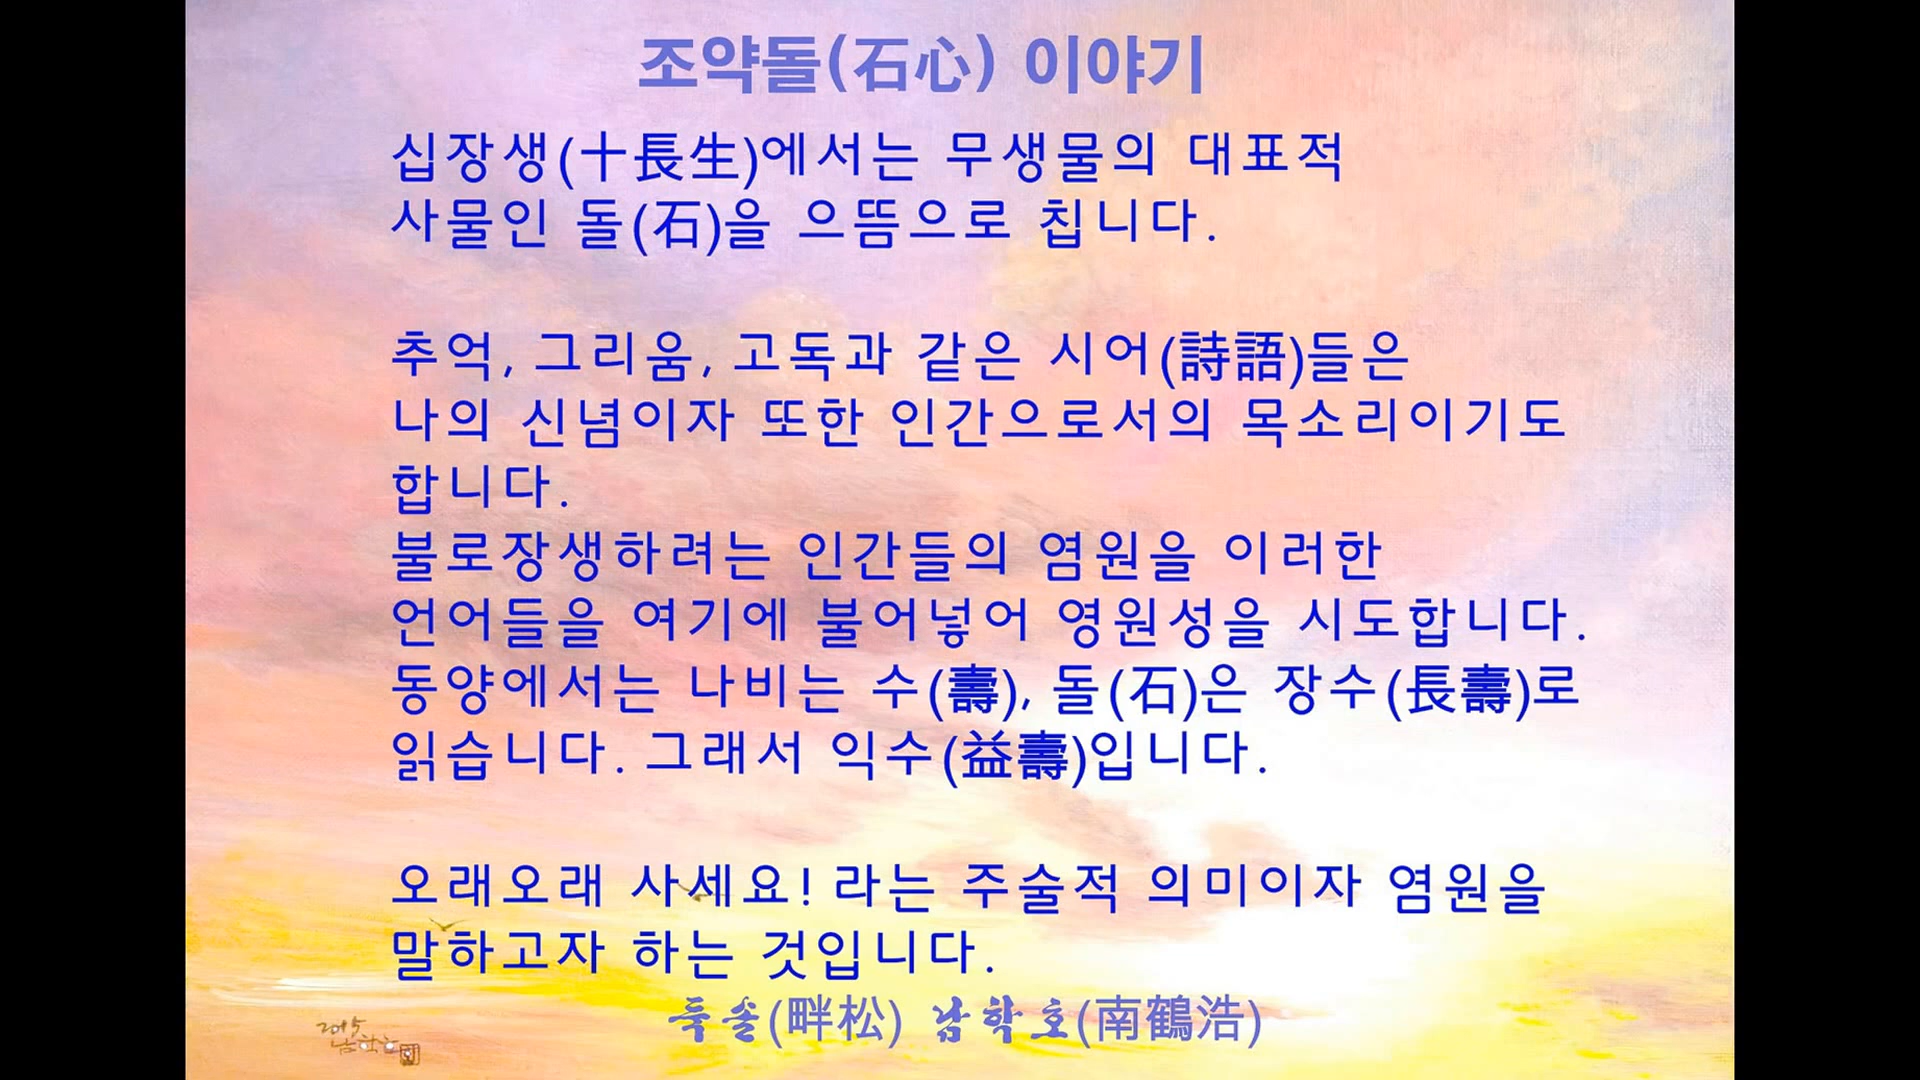 조약돌(石心) 이야기
십장생(十長生)에서는 무생물의 대표적
사물인 돌(石)을 으뜸으로 칩니다.
추억, 그리움, 고독과 같은 시어(詩語)들은
나의 신념이자 또한 인간으로서의 목소리이기도
합니다.
불로장생하려는 인간들의 염원을 이러한
언어들을 여기에 불어넣어 영원성을 시도합니다.
동양에서는 나비는 수(壽), 돌(石)은 장수(長壽)로
읽습니다. 그래서 익수(益壽)입니다.
오래오래 사세요! 라는 주술적 의미이자 염원을
말하고자 하는 것입니다.
둑솔(畔松) 남학호(南鶴浩)
2015 남학호